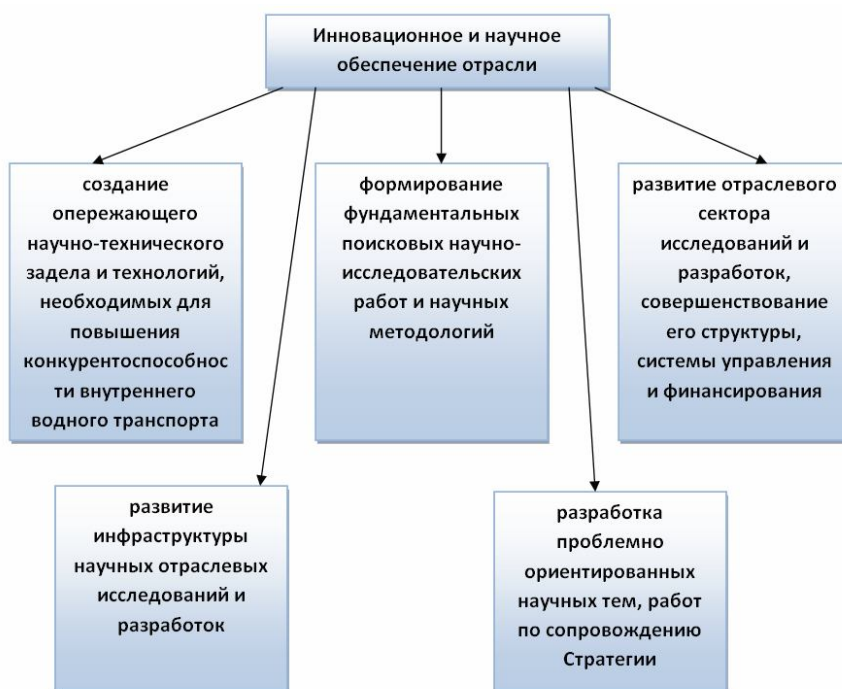 Инновационное и научное
обеспечение отрасли
создание
опережающего
научно-технического
задела и технологий,
необходимых для
повышения
конкурентоспособнос
ти внутреннего
водного транспорта
формирование
фундаментальных
поисковых научно-
исследовательских
работ и научных
методологий
развитие отраслевого
сектора
исследований и
разработок,
совершенствование
его структуры,
системы управления
и финансирования
развитие
инфраструктуры
научных отраслевых
исследований и
разработок
разработка
проблемно
ориентированных
научных тем, работ
по сопровождению
Стратегии